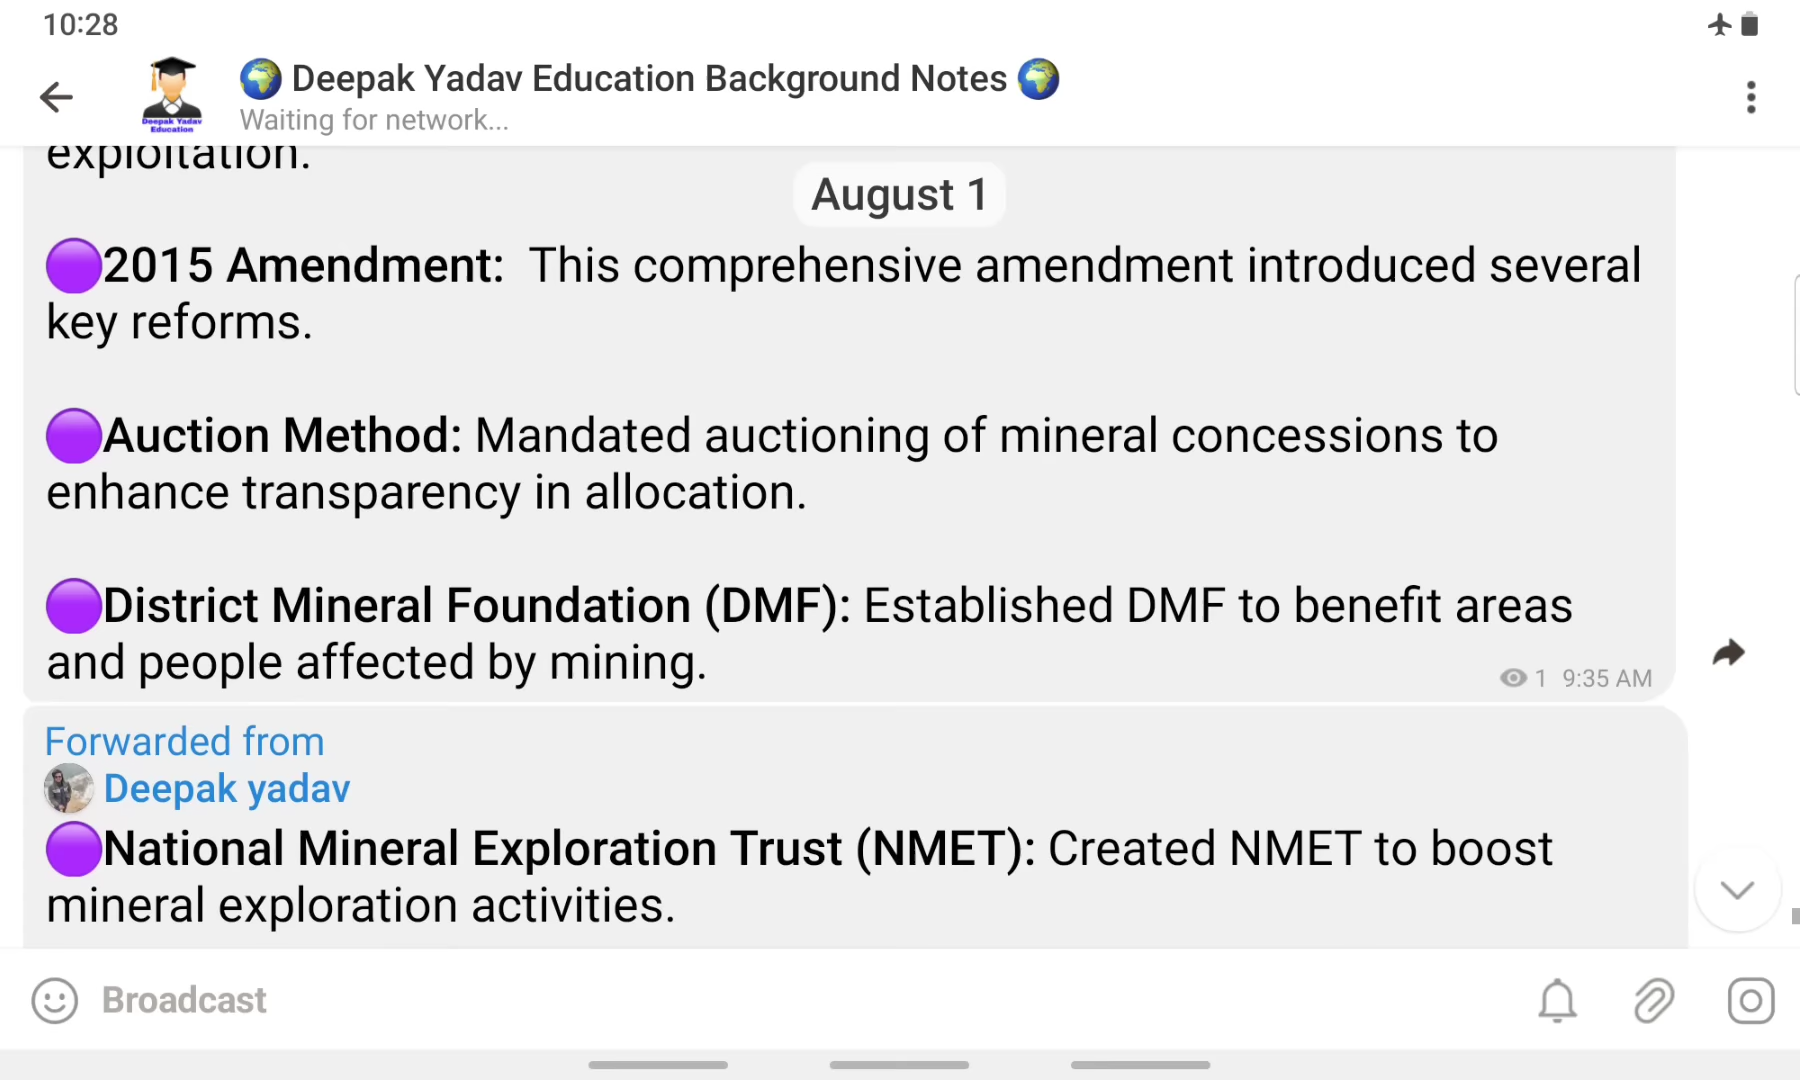 10:28
🌍 Deepak Yadav Education Background Notes 🌍
Waiting for network...
Deepak Yadav
Education
exploitation.
August 1
🟣2015 Amendment: This comprehensive amendment introduced several
key reforms.
🟣Auction Method: Mandated auctioning of mineral concessions to
enhance transparency in allocation.
🟣District Mineral Foundation (DMF): Established DMF to benefit areas
and people affected by mining.
1 9:35 AM
Forwarded from
Deepak yadav
🟣National Mineral Exploration Trust (NMET): Created NMET to boost
mineral exploration activities.
Broadcast